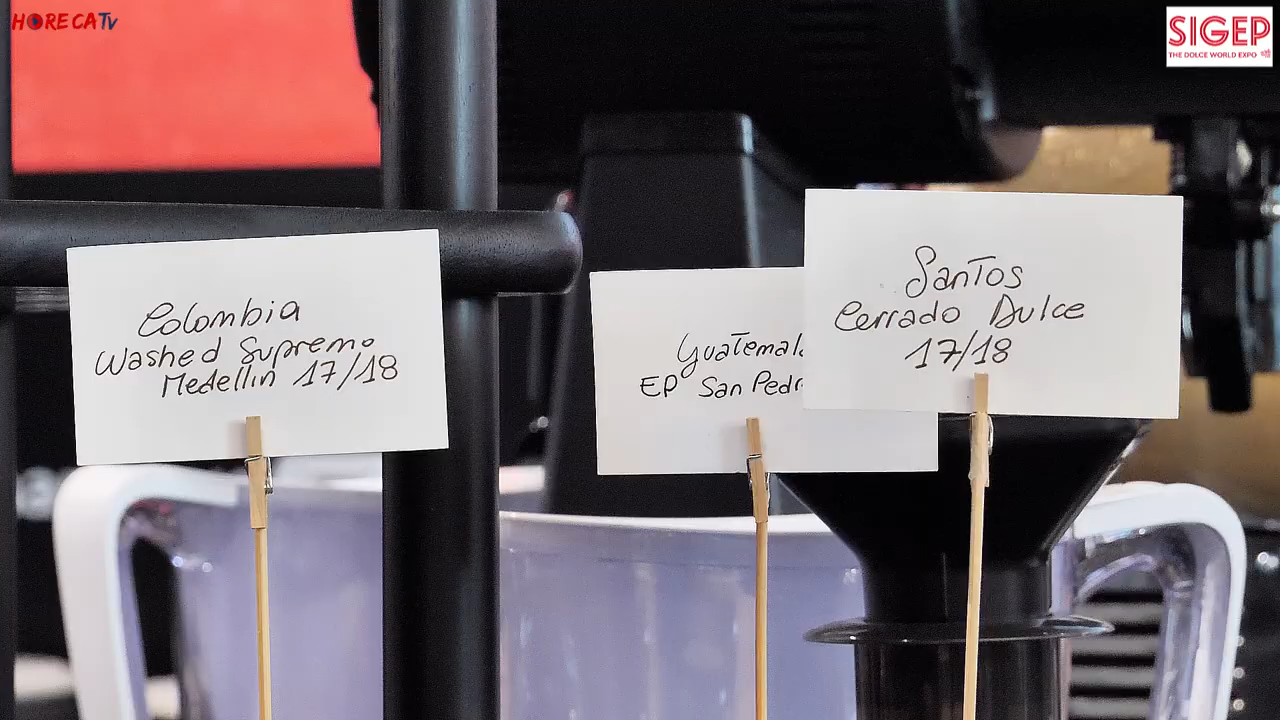 HORECATV
SIGEP
THE DOLCE WORLD EXPO
Colombia
Washed Supremo
Medellin 17/18
Guatemala
EP San Pedr
Santos
Cerrado Dulce
17/18